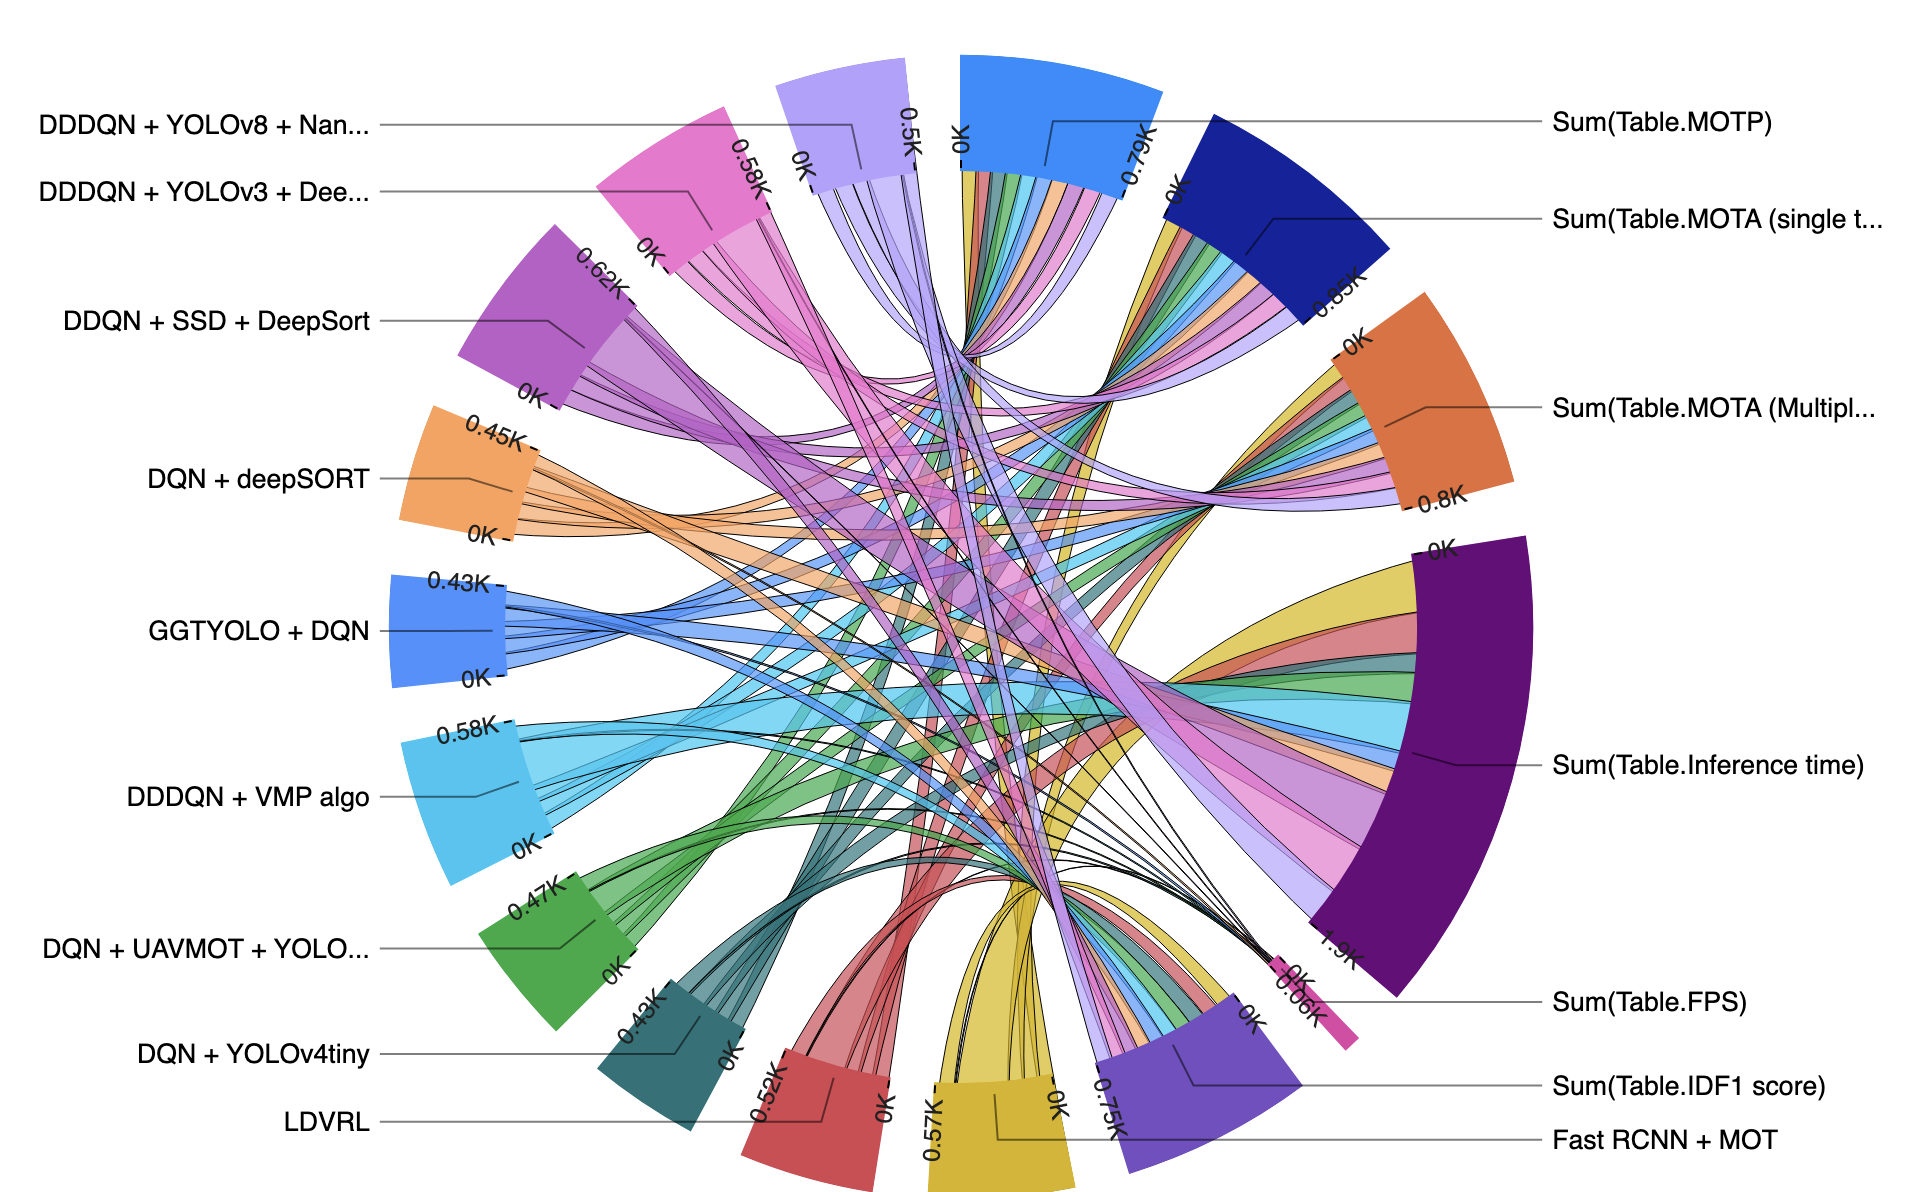 DDDQN + YOLOv8 + Nan...
DDDQN + YOLOv3 + Dee...
DDQN + SSD + DeepSort
DQN + deepSORT
GGTYOLO + DQN
DDDQN + VMP algo
DQN + UAVMOT + YOLO...
DQN + YOLOv4tiny
LDVRL
Sum(Table.MOTP)
Sum(Table.MOTA (single t...
Sum(Table.MOTA (Multipl...
Sum(Table.Inference time)
Sum(Table.FPS)
Sum(Table.IDF1 score)
Fast RCNN + MOT
0K
0.79K
0K
0.85K
0K
0.8K
0K
1.9K
0K
0.06K
0K
0.75K
0K
0.57K
0K
0.52K
0K
0.43K
0K
0.47K
0K
0.58K
0K
0.43K
0K
0.45K
0K
0.62K
0K
0.58K
0K
0.5K